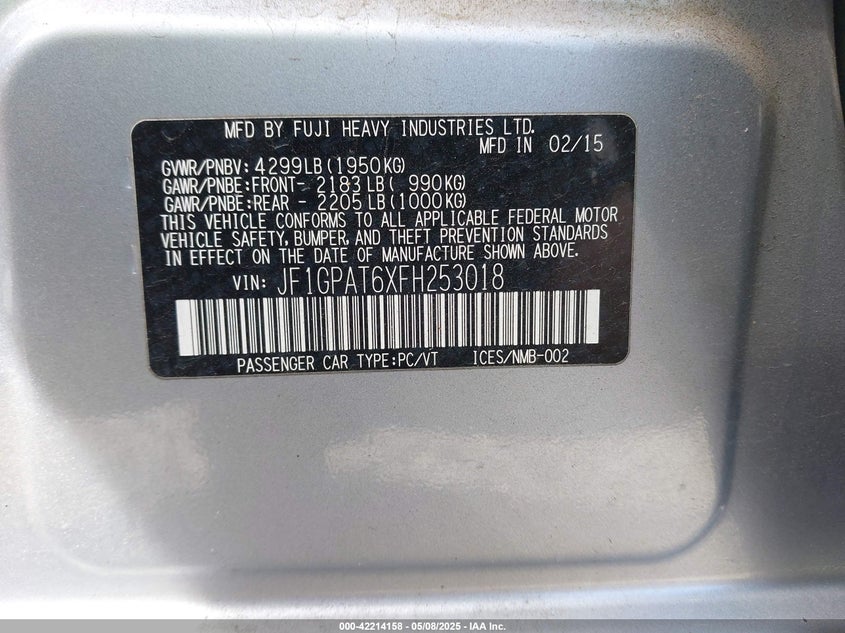 MFD BY FUJI HEAVY INDUSTRIES LTD.
MFD IN 02/15
GVWR/PNBV: 4299LB (1950KG)
GAWR/PNBE:FRONT- 2183 LB ( 990KG)
GAWR/PNBE:REAR - 2205 LB (1000KG)
THIS VEHICLE CONFORMS TO ALL APPLICABLE FEDERAL MOTOR
VEHICLE SAFETY, BUMPER, AND THEFT PREVENTION STANDARDS
IN EFFECT ON THE DATE OF MANUFACTURE SHOWN ABOVE.
VIN: JF1GPAT6XFH253018
PASSENGER CAR TYPE:PC/VT ICES/NMB-002
000-42214158 - 05/08/2025 - IAA Inc.